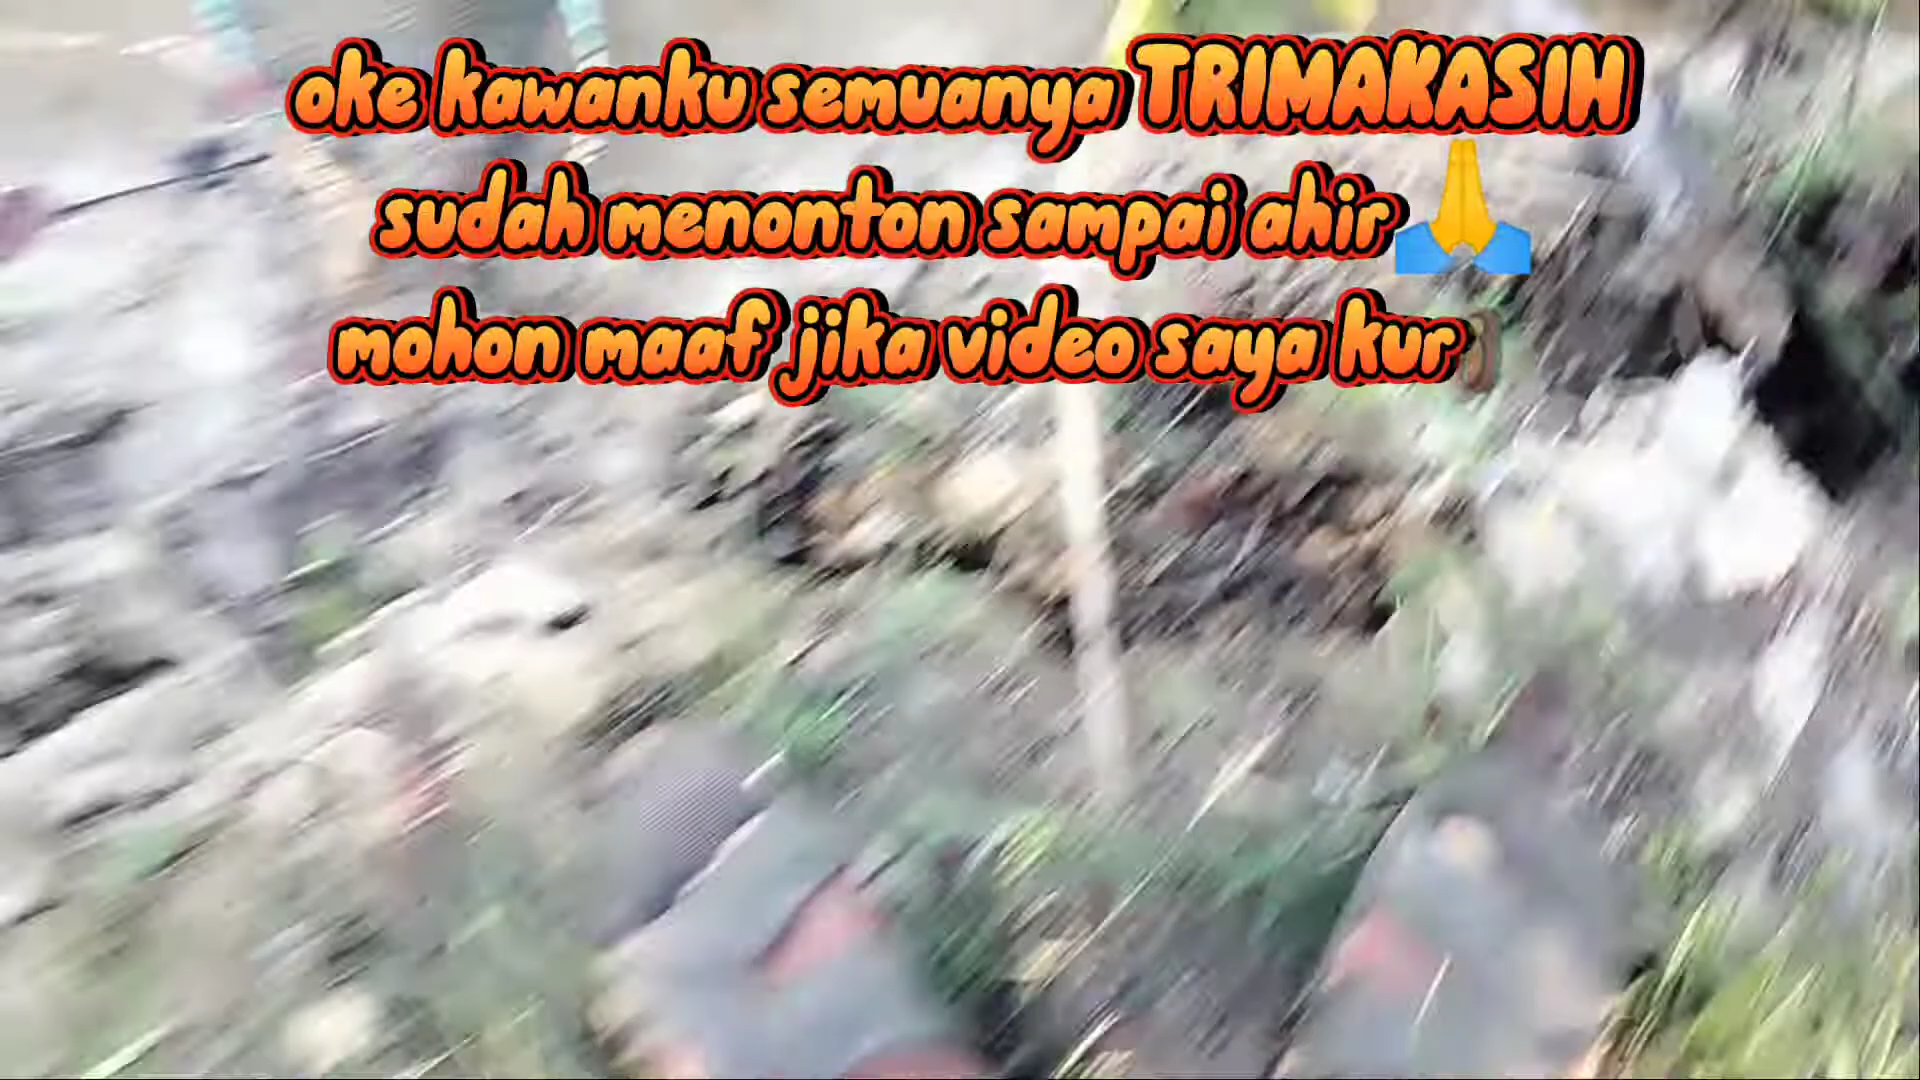 oke kawanku semuanya TRIMAKASIH
sudah menonton sampai ahir🙏
mohon maaf jika video saya kur